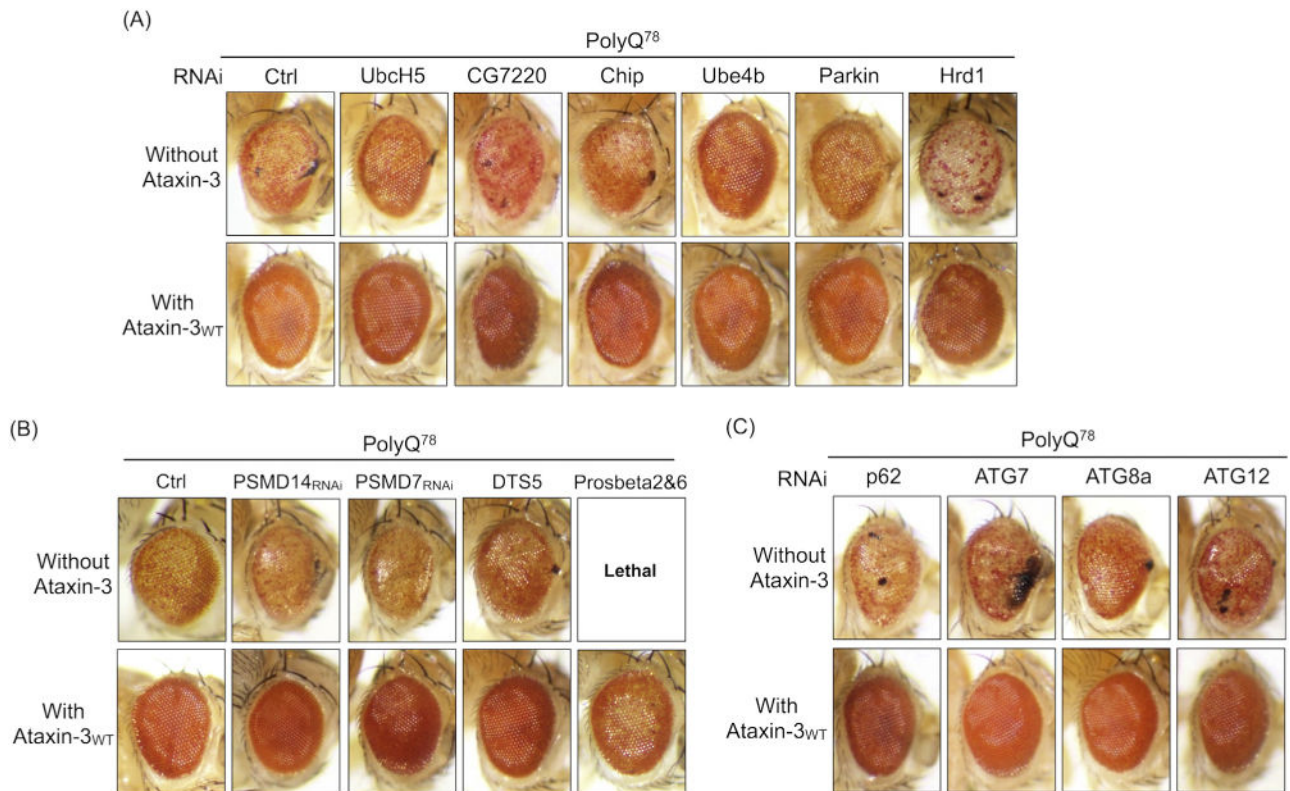 (A)
PolyQ78
RNAi Ctrl UbcH5 CG7220 Chip Ube4b Parkin Hrd1
Without
Ataxin-3
With
Ataxin-3WT
(B)
PolyQ78
Ctrl PSMD14RNAi PSMD7RNAi DTS5 Prosbeta2&6
Without
Ataxin-3
Lethal
With
Ataxin-3WT
(C)
PolyQ78
RNAi p62 ATG7 ATG8a ATG12
Without
Ataxin-3
With
Ataxin-3WT